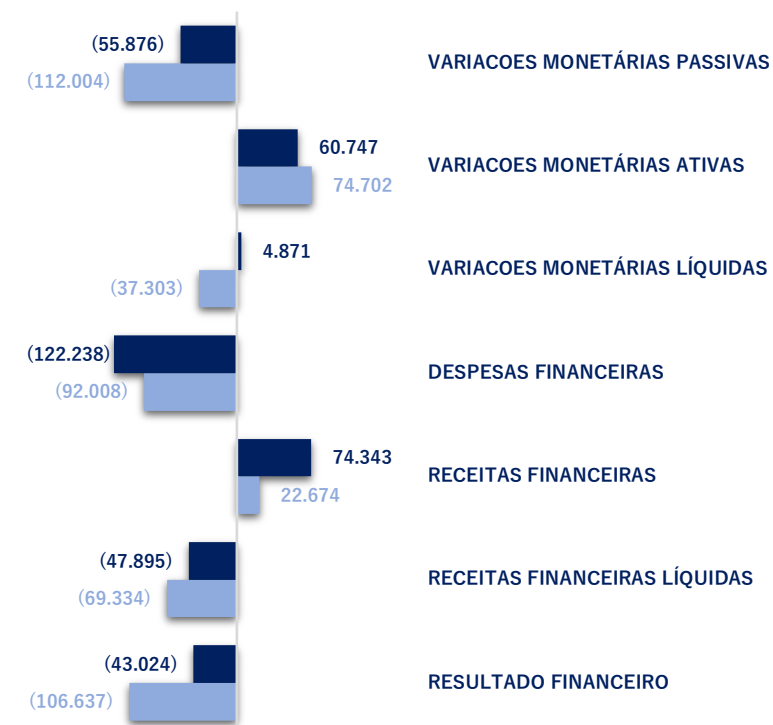 (55.876)
VARIACOES MONETÁRIAS PASSIVAS
(112.004)
60.747
VARIACOES MONETÁRIAS ATIVAS
74.702
4.871
VARIACOES MONETÁRIAS LÍQUIDAS
(37.303)
(122.238)
DESPESAS FINANCEIRAS
(92.008)
74.343
RECEITAS FINANCEIRAS
22.674
(47.895)
RECEITAS FINANCEIRAS LÍQUIDAS
(69.334)
(43.024)
RESULTADO FINANCEIRO
(106.637)